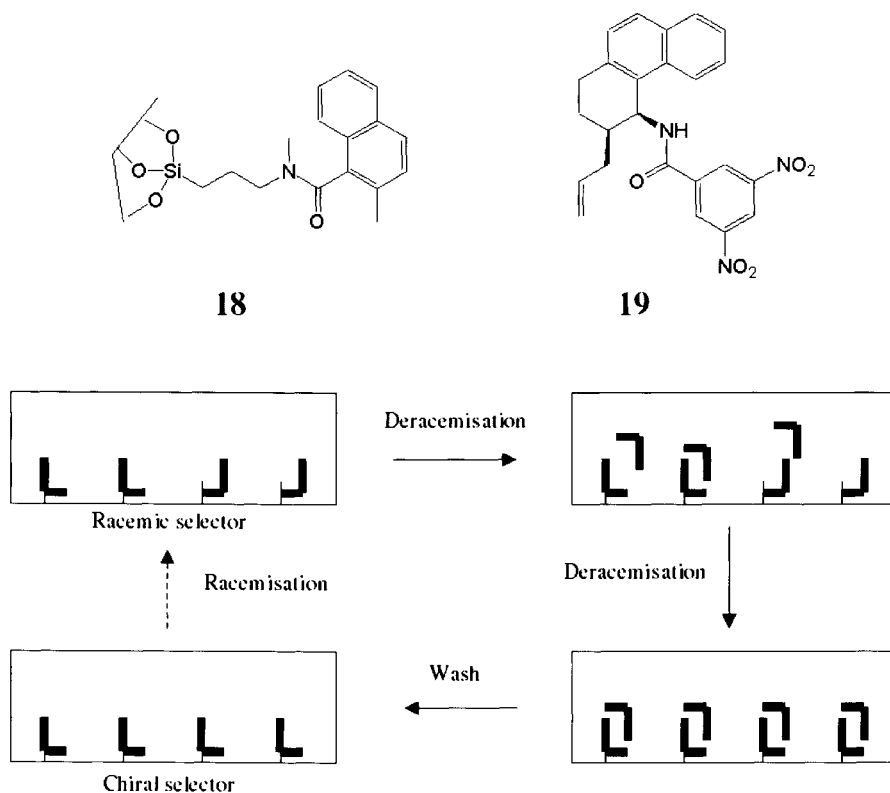 O
Si
O
O
N
O
18
NH
O
NO₂
NO₂
19
Racemic selector
Deracemisation
Deracemisation
Racemisation
Wash
Chiral selector